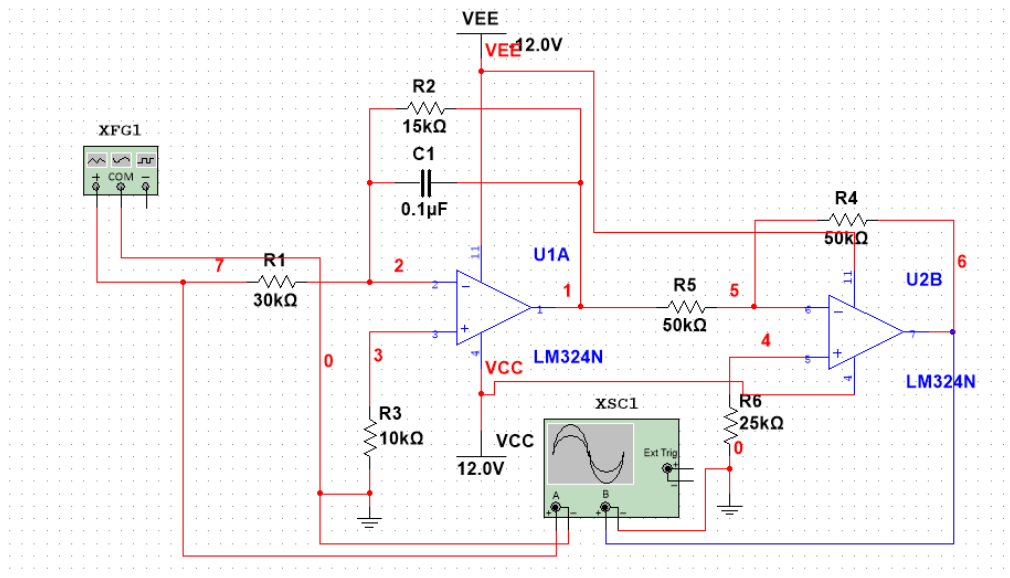 VEE
VEE
-12.0V
R2
15kΩ
XFG1
C1
+ COM −
0.1µF
R4
50kΩ
11
R1
7
2
30kΩ
U1A
2
−
1
1
3
+
4
LM324N
R5
50kΩ
5
11
U2B
6
6
−
7
5
+
4
LM324N
4
3
0
VCC
R3
10kΩ
XSC1
VCC
12.0V
R6
25kΩ
0
Ext Trig
+
−
A
B
+ −
+ −